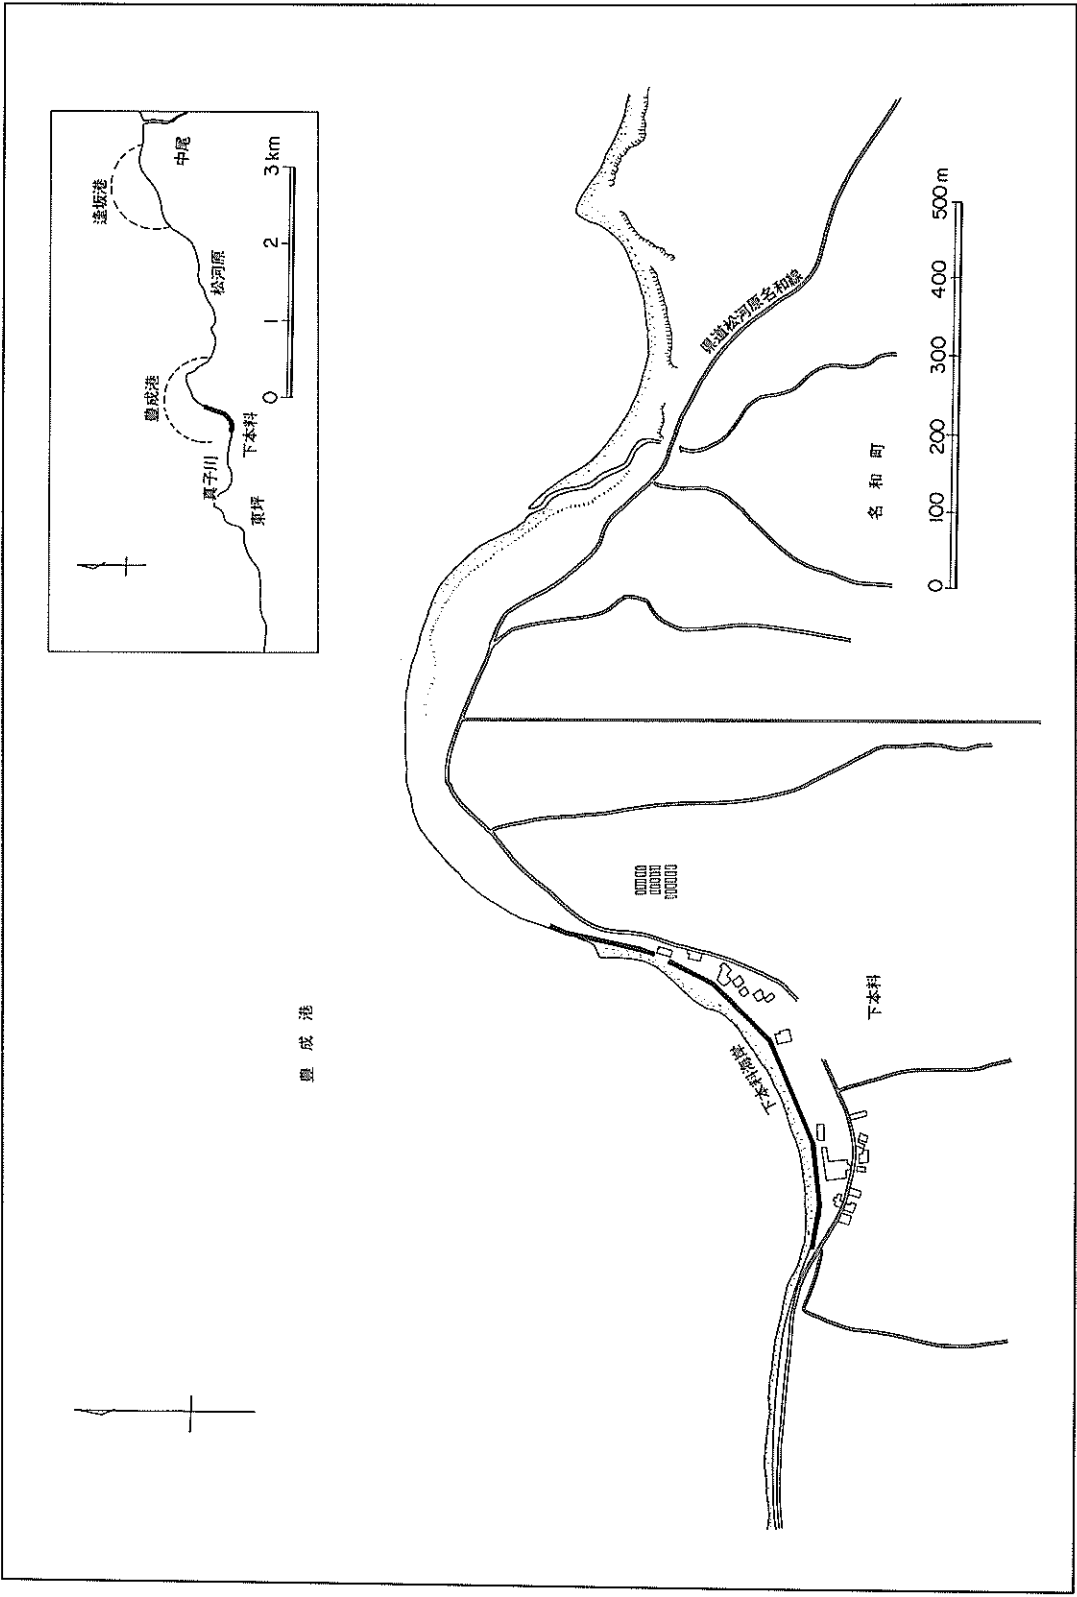 逢坂港
中尾
松河原
豊成港
下本料
真子川
東坪
0 1 2 3km
豊成港
県道松河原名和線
名和町
下本料海岸
下本料
0 100 200 300 400 500m